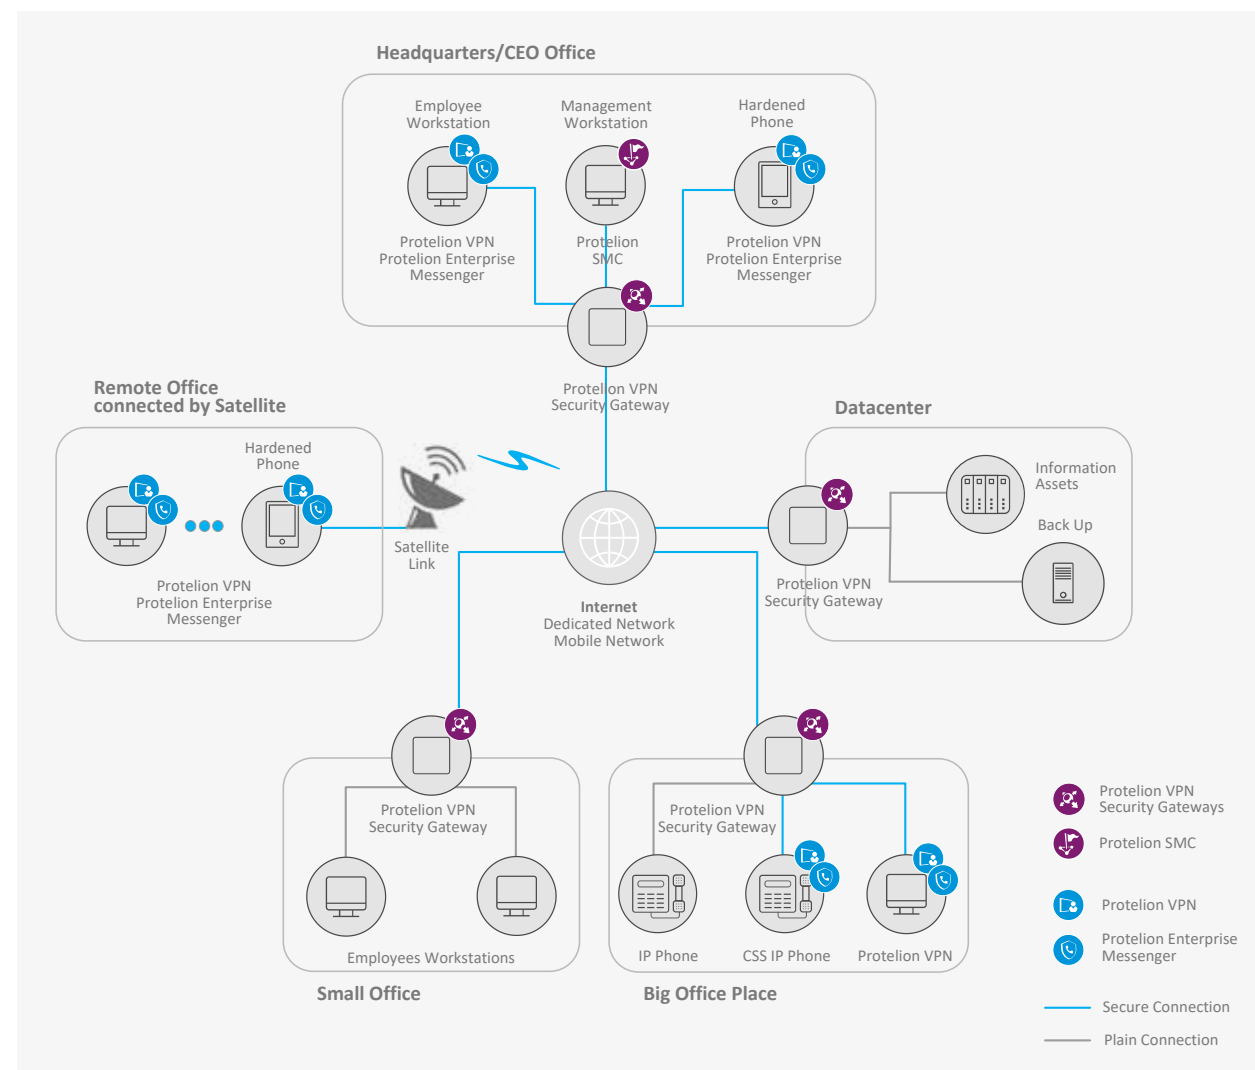 Headquarters/CEO Office
Employee
Workstation
Management
Workstation
Hardened
Phone
Protelion VPN
Protelion Enterprise
Messenger
Protelion
SMC
Protelion VPN
Protelion Enterprise
Messenger
Protelion VPN
Security Gateway
Remote Office
connected by Satellite
Hardened
Phone
Protelion VPN
Protelion Enterprise
Messenger
Satellite
Link
Internet
Dedicated Network
Mobile Network
Datacenter
Information
Assets
Back Up
Protelion VPN
Security Gateway
Protelion VPN
Security Gateway
Employees Workstations
Small Office
Protelion VPN
Security Gateway
IP Phone
CSS IP Phone
Protelion VPN
Big Office Place
Protelion VPN
Security Gateways
Protelion SMC
Protelion VPN
Protelion Enterprise
Messenger
Secure Connection
Plain Connection